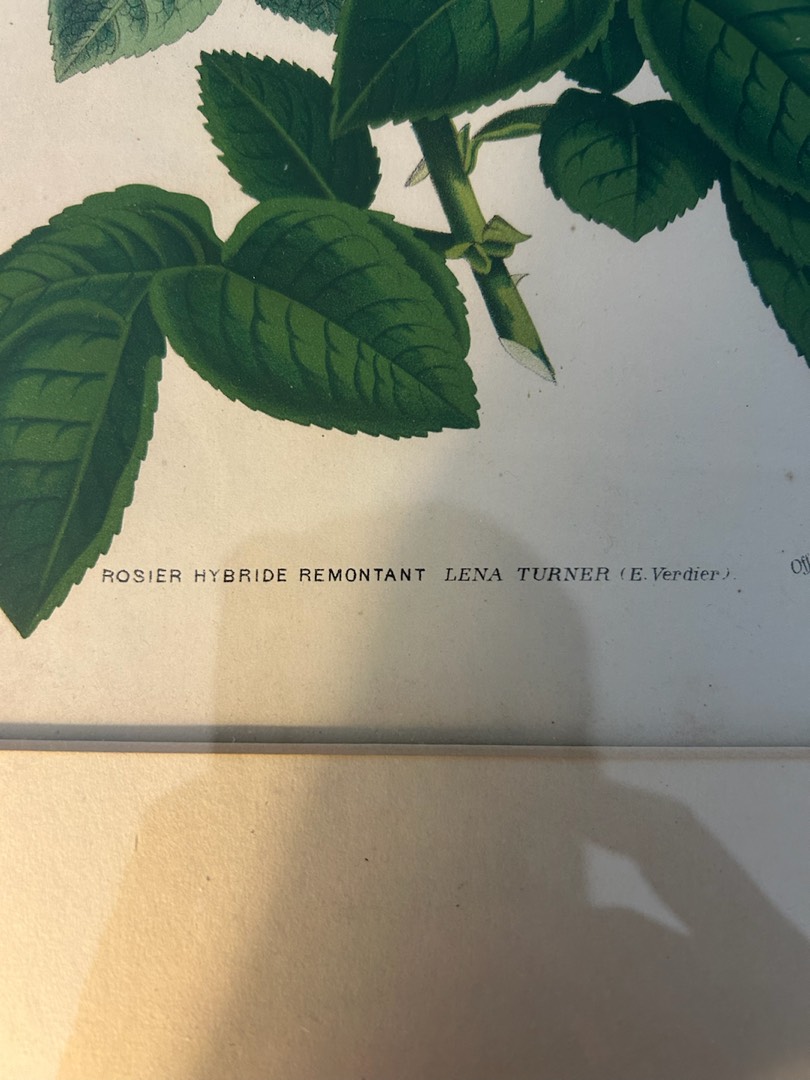 ROSIER HYBRIDE REMONTANT LENA TURNER (E. Verdier).